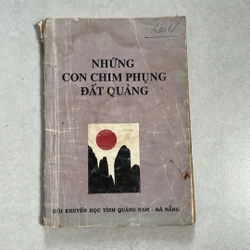 NHỮNG
CON CHIM PHỤNG
ĐẤT QUẢNG
HỘI KHUYẾN HỌC TỈNH QUẢNG NAM - ĐÀ NẴNG